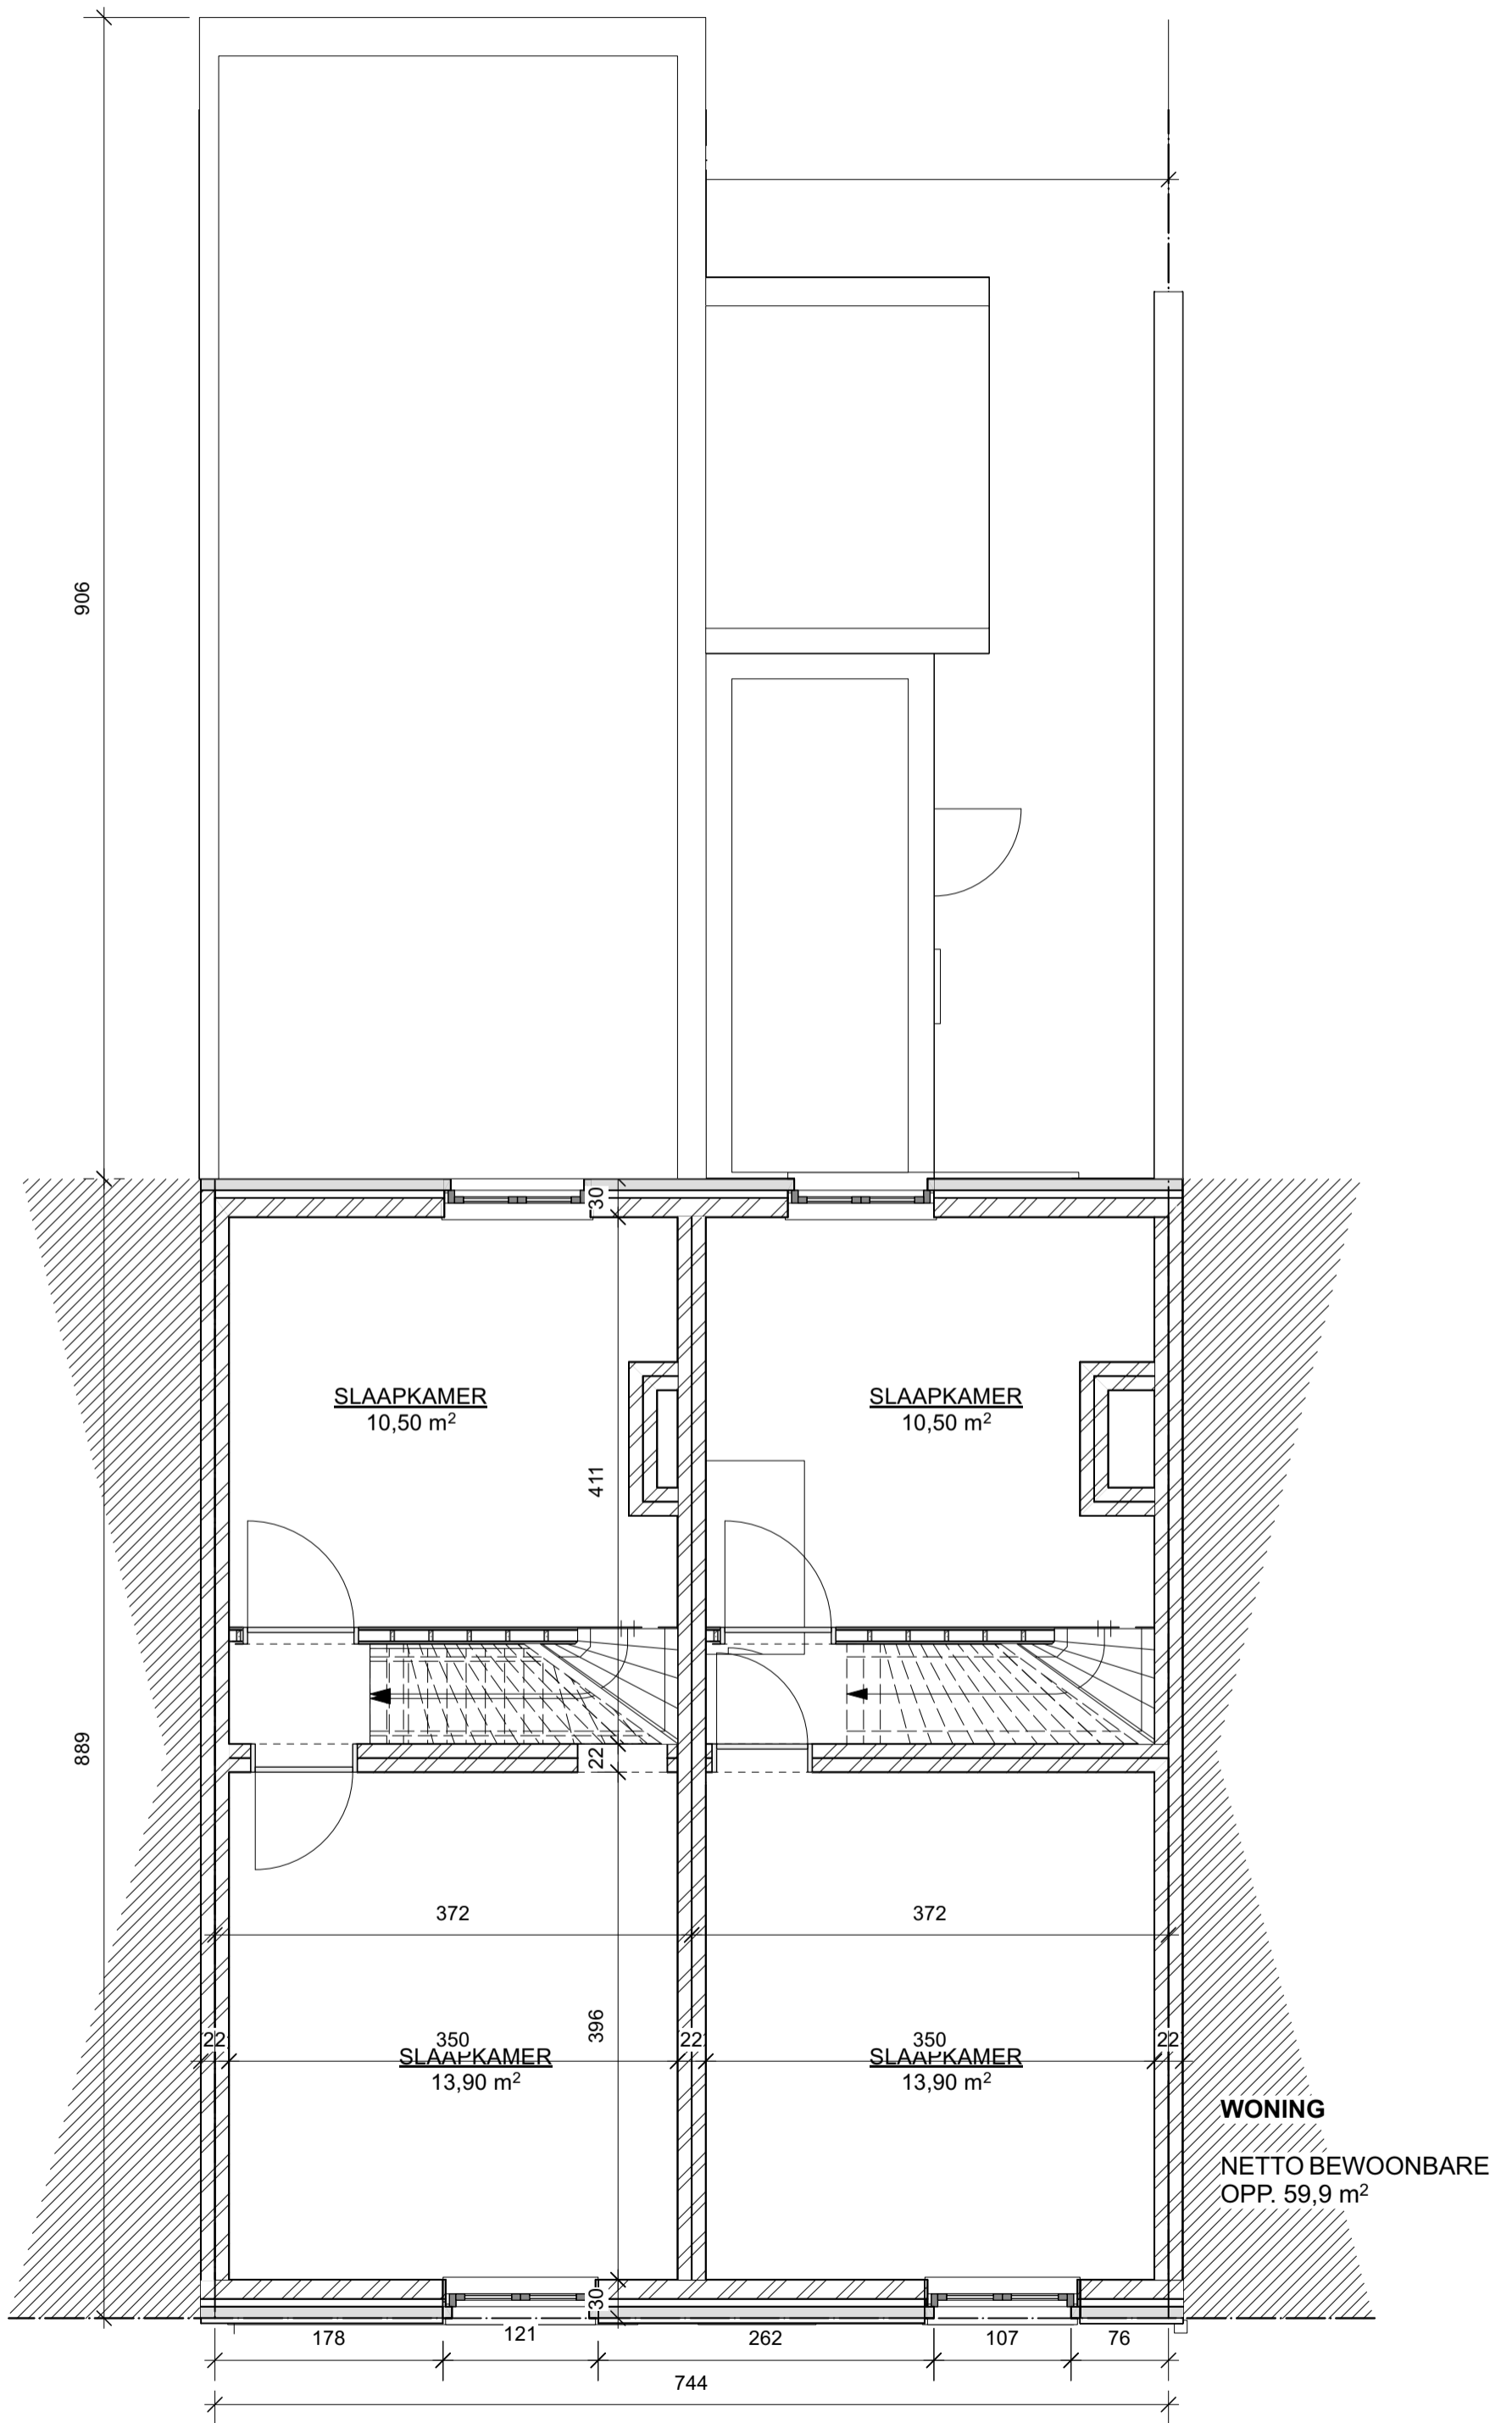 906
30
SLAAPKAMER
10,50 m²
SLAAPKAMER
10,50 m²
411
889
22
372
372
396
22
350
22
350
22
SLAAPKAMER
13,90 m²
SLAAPKAMER
13,90 m²
WONING
NETTO BEWOONBARE
OPP. 59,9 m²
30
178
121
262
107
76
744